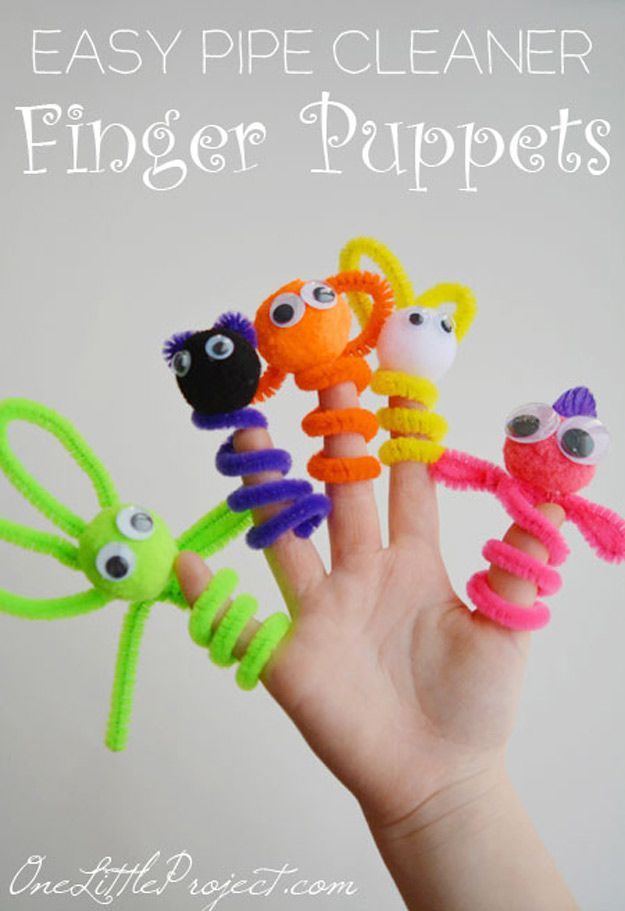 EASY PIPE CLEANER
Finger Puppets
OneLittleProject.com